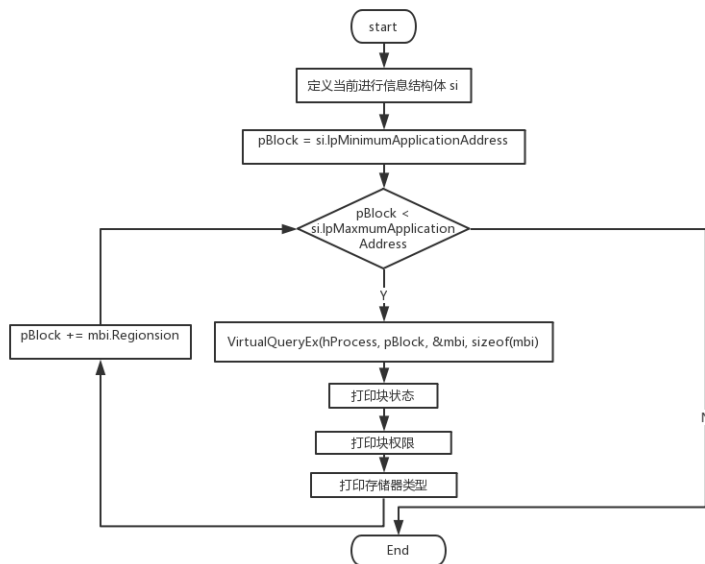 start
定义当前进行信息结构体 si
pBlock = si.lpMinimumApplicationAddress
pBlock <
si.lpMaxmumApplication
Address
Y
pBlock += mbi.Regionsion
VirtualQueryEx(hProcess, pBlock, &mbi, sizeof(mbi)
打印块状态
N
打印块权限
打印存储器类型
End